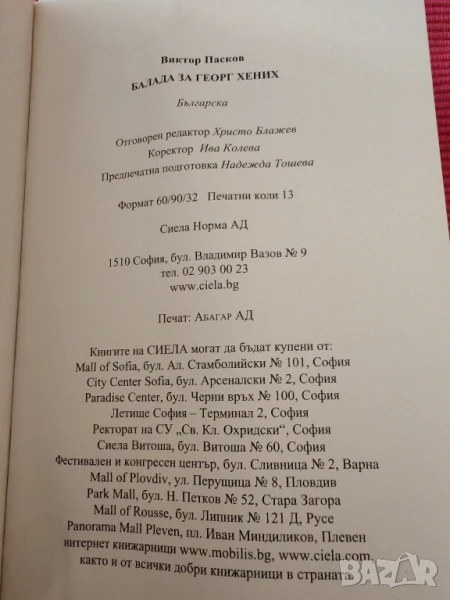 Виктор Пасков
БАЛАДА ЗА ГЕОРГ ХЕНИХ
Българска
Отговорен редактор Христо Блажев
Коректор Ива Колева
Предпечатна подготовка Надежда Тошева
Формат 60/90/32 Печатни коли 13
Сиела Норма АД
1510 София, бул. Владимир Вазов № 9
тел. 02 903 00 23
www.ciela.bg
Печат: АБАГАР АД
Книгите на СИЕЛА могат да бъдат купени от:
Mall of Sofia, бул. Ал. Стамболийски № 101, София
City Center Sofia, бул. Арсеналски № 2, София
Paradise Center, бул. Черни връх № 100, София
Летище София – Терминал 2, София
Ректорат на СУ „Св. Кл. Охридски“, София
Сиела Витоша, бул. Витоша № 60, София
Фестивален и конгресен център, бул. Сливница № 2, Варна
Mall of Plovdiv, ул. Перущица № 8, Пловдив
Park Mall, бул. Н. Петков № 52, Стара Загора
Mall of Rousse, бул. Липник № 121 Д, Русе
Panorama Mall Pleven, пл. Иван Миндиликов, Плевен
интернет книжарници www.mobilis.bg, www.ciela.com,
както и от всички добри книжарници в страната
BAZAR